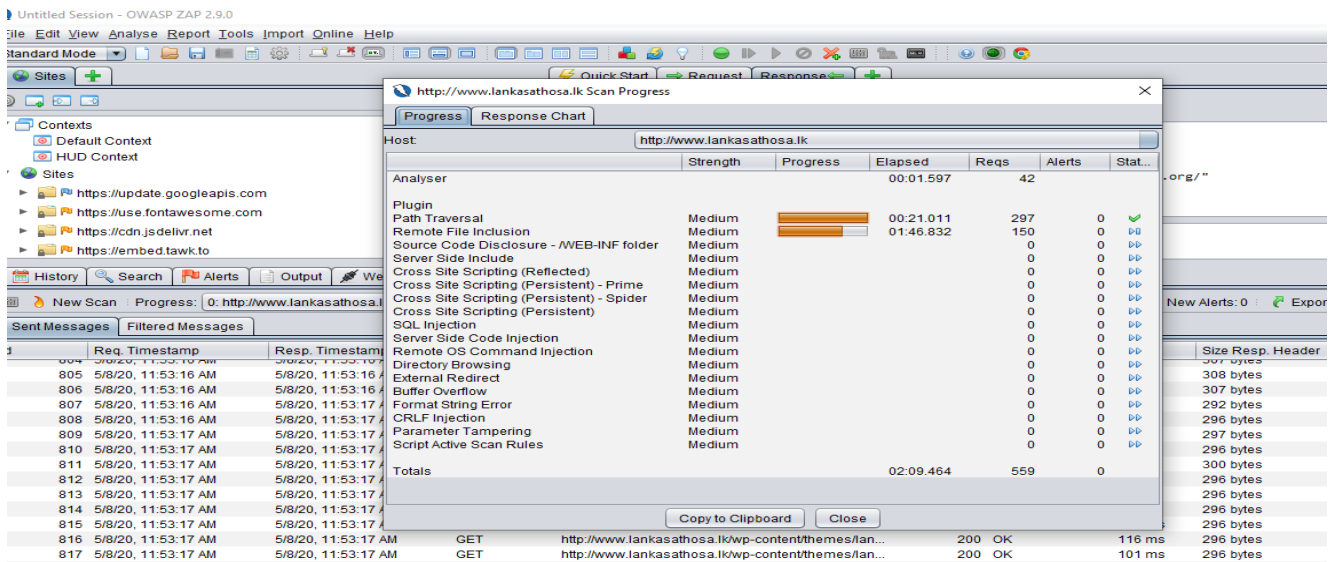 Untitled Session - OWASP ZAP 2.9.0
File Edit View Analyse Report Tools Import Online Help
Standard Mode
Sites
Quick Start Request Response
http://www.lankasathosa.lk Scan Progress
Progress Response Chart
Host: http://www.lankasathosa.lk
Strength Progress Elapsed Reqs Alerts Stat...
Analyser 00:01.597 42
Plugin
Path Traversal Medium 00:21.011 297 0
Remote File Inclusion Medium 01:46.832 150 0
Source Code Disclosure - /WEB-INF folder Medium 0 0
Server Side Include Medium 0 0
Cross Site Scripting (Reflected) Medium 0 0
Cross Site Scripting (Persistent) - Prime Medium 0 0
Cross Site Scripting (Persistent) - Spider Medium 0 0
Cross Site Scripting (Persistent) Medium 0 0
SQL Injection Medium 0 0
Server Side Code Injection Medium 0 0
Remote OS Command Injection Medium 0 0
Directory Browsing Medium 0 0
External Redirect Medium 0 0
Buffer Overflow Medium 0 0
Format String Error Medium 0 0
CRLF Injection Medium 0 0
Parameter Tampering Medium 0 0
Script Active Scan Rules Medium 0 0
Totals 02:09.464 559 0
Copy to Clipboard Close
.org/"
Contexts
Default Context
HUD Context
Sites
https://update.googleapis.com
https://use.fontawesome.com
https://cdn.jsdelivr.net
https://embed.tawk.to
History Search Alerts Output We
New Scan Progress: 0: http://www.lankasathosa.l New Alerts: 0 Expor
Sent Messages Filtered Messages
Req. Timestamp Resp. Timestamp Size Resp. Header
804 5/8/20, 11:53:16 AM 307 bytes
805 5/8/20, 11:53:16 AM 5/8/20, 11:53:16 A 308 bytes
806 5/8/20, 11:53:16 AM 5/8/20, 11:53:16 A 307 bytes
807 5/8/20, 11:53:16 AM 5/8/20, 11:53:17 A 292 bytes
808 5/8/20, 11:53:16 AM 5/8/20, 11:53:17 A 296 bytes
809 5/8/20, 11:53:17 AM 5/8/20, 11:53:17 A 297 bytes
810 5/8/20, 11:53:17 AM 5/8/20, 11:53:17 A 296 bytes
811 5/8/20, 11:53:17 AM 5/8/20, 11:53:17 A 300 bytes
812 5/8/20, 11:53:17 AM 5/8/20, 11:53:17 A 296 bytes
813 5/8/20, 11:53:17 AM 5/8/20, 11:53:17 A 296 bytes
814 5/8/20, 11:53:17 AM 5/8/20, 11:53:17 A 296 bytes
815 5/8/20, 11:53:17 AM 5/8/20, 11:53:17 A 296 bytes
816 5/8/20, 11:53:17 AM 5/8/20, 11:53:17 AM GET http://www.lankasathosa.lk/wp-content/themes/lan... 200 OK 116 ms 296 bytes
817 5/8/20, 11:53:17 AM 5/8/20, 11:53:17 AM GET http://www.lankasathosa.lk/wp-content/themes/lan... 200 OK 101 ms 296 bytes